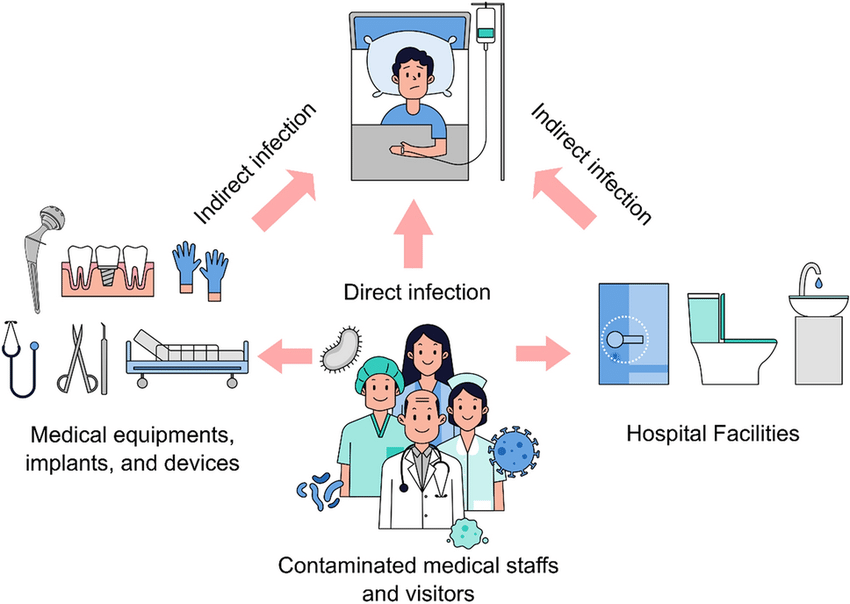 Indirect infection
Indirect infection
Direct infection
Medical equipments,
implants, and devices
Hospital Facilities
Contaminated medical staffs
and visitors